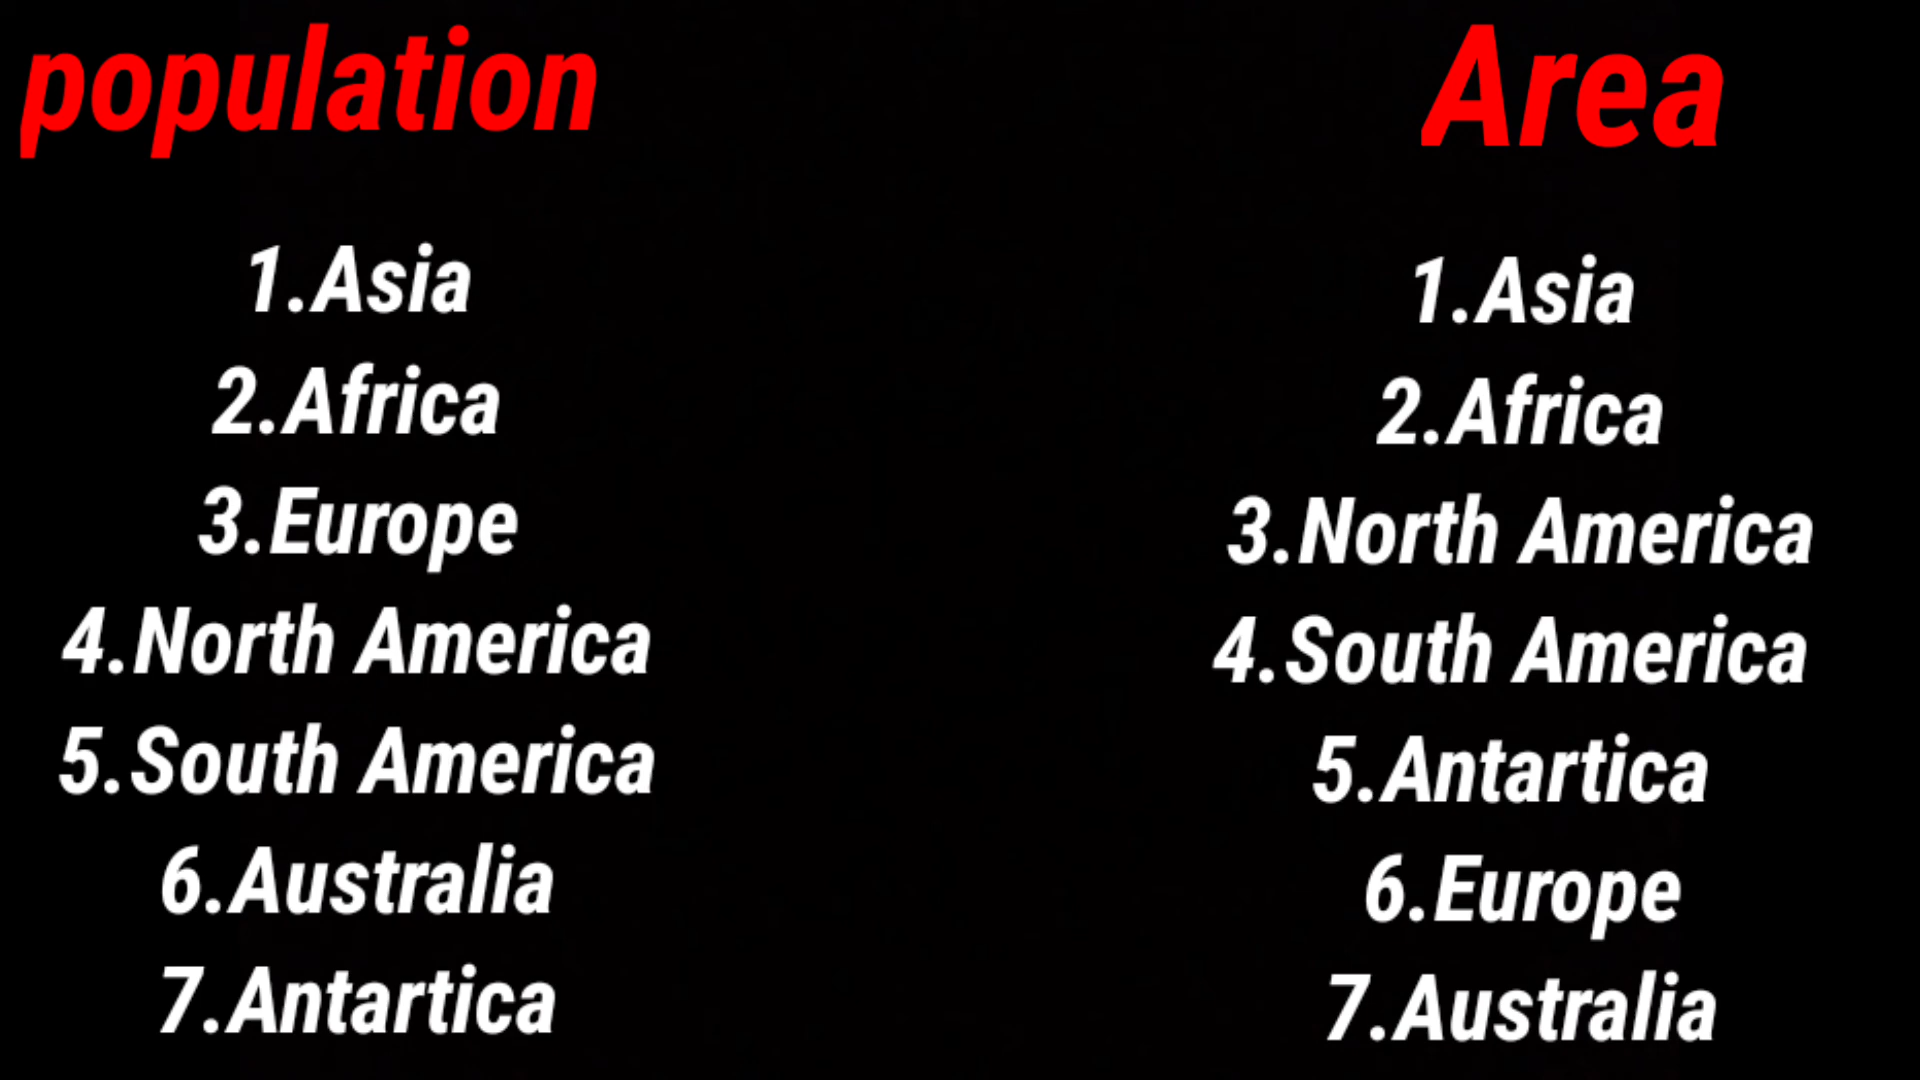 population
1.Asia
2.Africa
3.Europe
4.North America
5.South America
6.Australia
7.Antartica
Area
1.Asia
2.Africa
3.North America
4.South America
5.Antartica
6.Europe
7.Australia